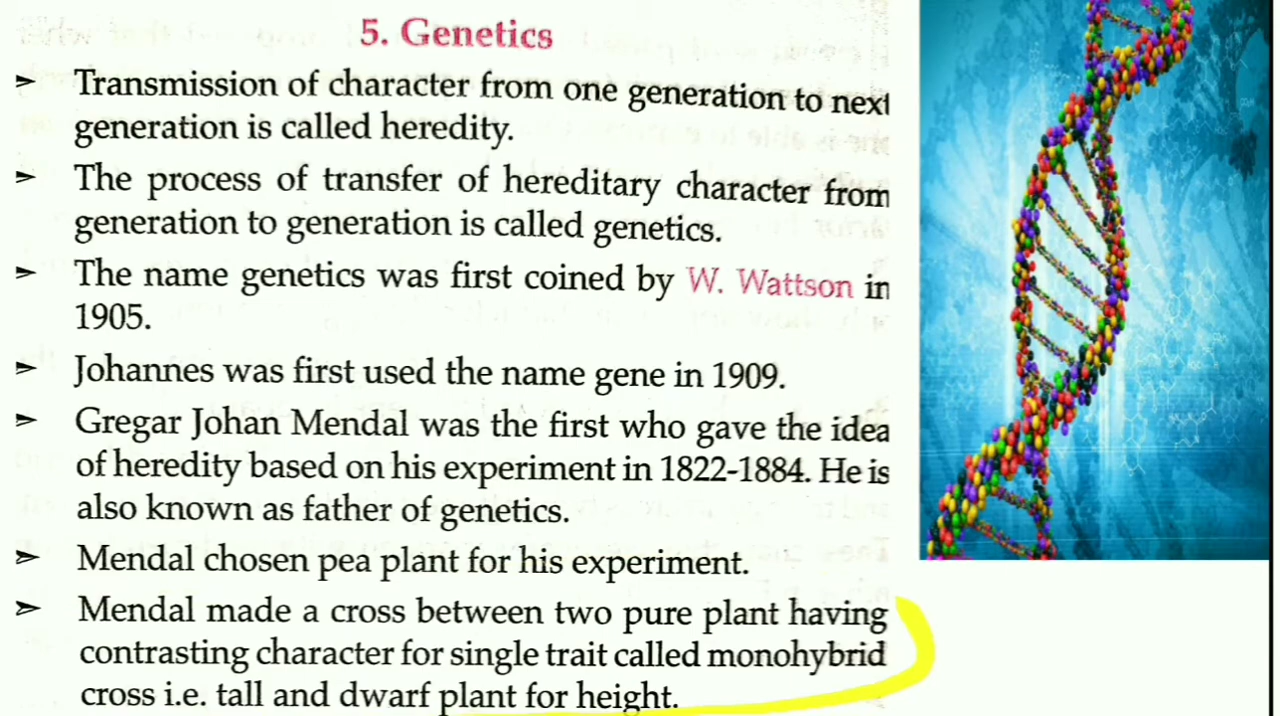 5. Genetics
➤ Transmission of character from one generation to next
generation is called heredity.
➤ The process of transfer of hereditary character from
generation to generation is called genetics.
➤ The name genetics was first coined by W. Wattson in
1905.
➤ Johannes was first used the name gene in 1909.
➤ Gregar Johan Mendal was the first who gave the idea
of heredity based on his experiment in 1822-1884. He is
also known as father of genetics.
➤ Mendal chosen pea plant for his experiment.
➤ Mendal made a cross between two pure plant having
contrasting character for single trait called monohybrid
cross i.e. tall and dwarf plant for height.